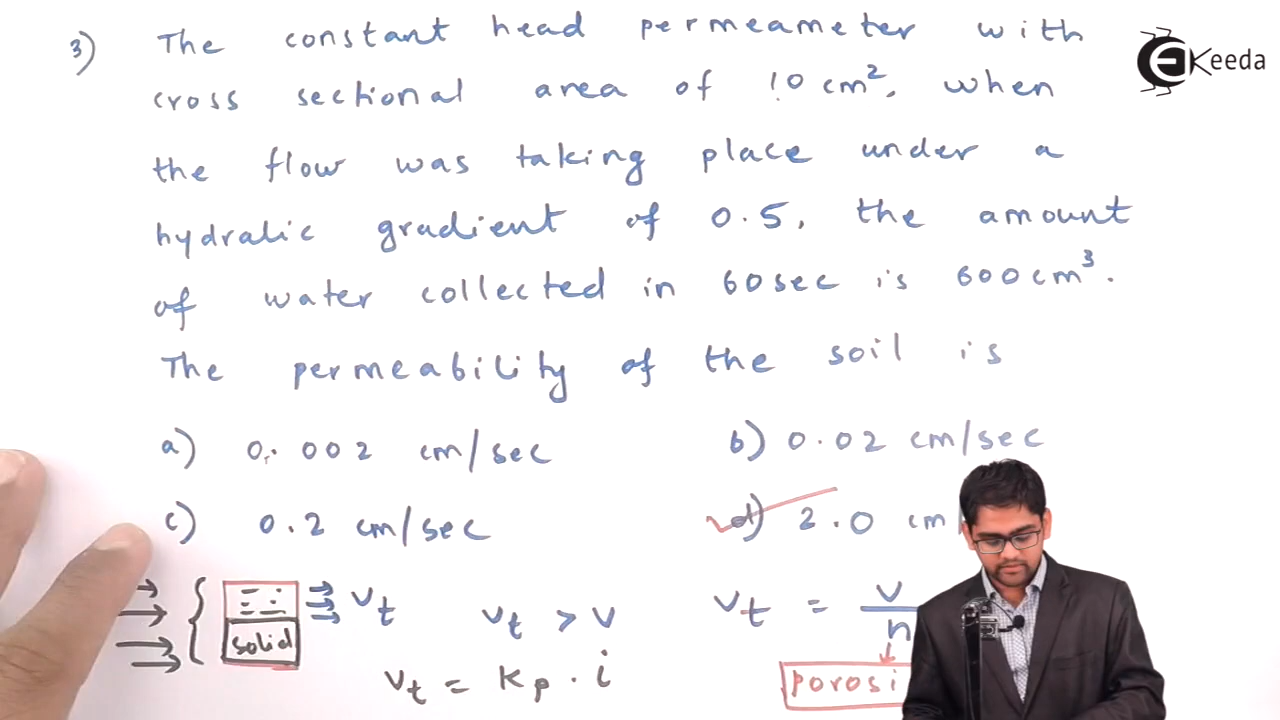 3) The constant head permeameter with
EKeeda
cross sectional area of 10 cm², when
the flow was taking place under a
hydralic gradient of 0.5, the amount
of water collected in 60sec is 600cm³.
The permeability of the soil is
a) 0.002 cm/sec b) 0.02 cm/sec
c) 0.2 cm/sec d) 2.0 cm
Vt Vt > V Vt = V/n
solid
Vt = Kp . i